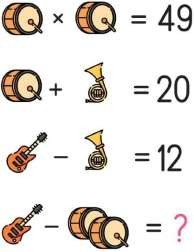 × = 49
+ = 20
− = 12
− = ?